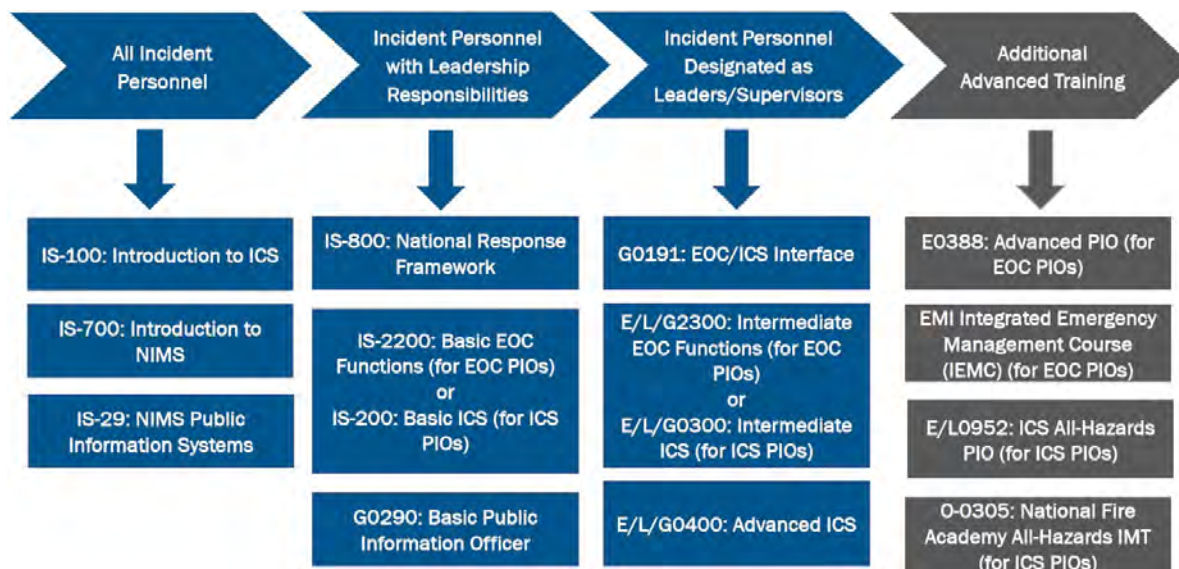 All Incident
Personnel
Incident Personnel
with Leadership
Responsibilities
Incident Personnel
Designated as
Leaders/Supervisors
Additional
Advanced Training
IS-100: Introduction to ICS
IS-700: Introduction to
NIMS
IS-29: NIMS Public
Information Systems
IS-800: National Response
Framework
IS-2200: Basic EOC
Functions (for EOC PIOs)
or
IS-200: Basic ICS (for ICS
PIOs)
G0290: Basic Public
Information Officer
G0191: EOC/ICS Interface
E/L/G2300: Intermediate
EOC Functions (for EOC
PIOs)
or
E/L/G0300: Intermediate
ICS (for ICS PIOs)
E/L/G0400: Advanced ICS
E0388: Advanced PIO (for
EOC PIOs)
EMI Integrated Emergency
Management Course
(IEMC) (for EOC PIOs)
E/L0952: ICS All-Hazards
PIO (for ICS PIOs)
O-0305: National Fire
Academy All-Hazards IMT
(for ICS PIOs)